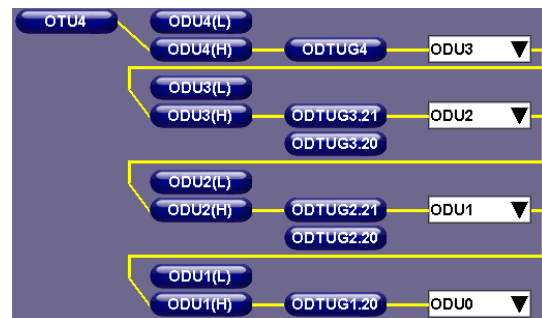 OTU4 ODU4(L)
ODU4(H) ODTUG4 ODU3
ODU3(L)
ODU3(H) ODTUG3.21 ODU2
ODTUG3.20
ODU2(L)
ODU2(H) ODTUG2.21 ODU1
ODTUG2.20
ODU1(L)
ODU1(H) ODTUG1.20 ODU0